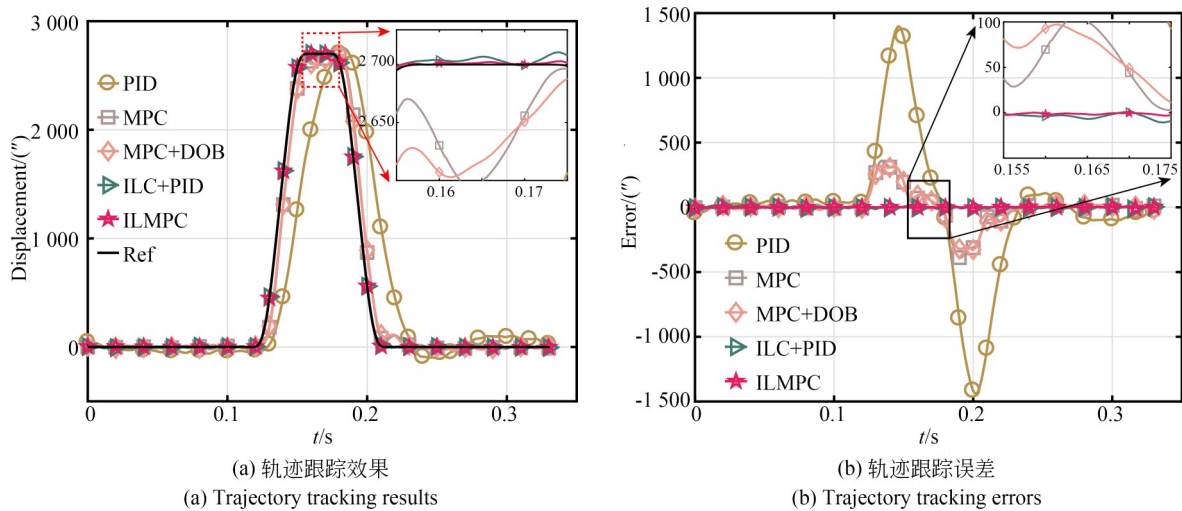 3 000
2 000
1 000
0
Displacement/(″)
PID
MPC
MPC+DOB
ILC+PID
ILMPC
Ref
2 700
2 650
0.16
0.17
0
0.1
0.2
0.3
t/s
(a) 轨迹跟踪效果
(a) Trajectory tracking results
1 500
1 000
500
0
-500
-1 000
-1 500
Error/(″)
PID
MPC
MPC+DOB
ILC+PID
ILMPC
100
50
0
0.155
0.165
0.175
0
0.1
0.2
0.3
t/s
(b) 轨迹跟踪误差
(b) Trajectory tracking errors